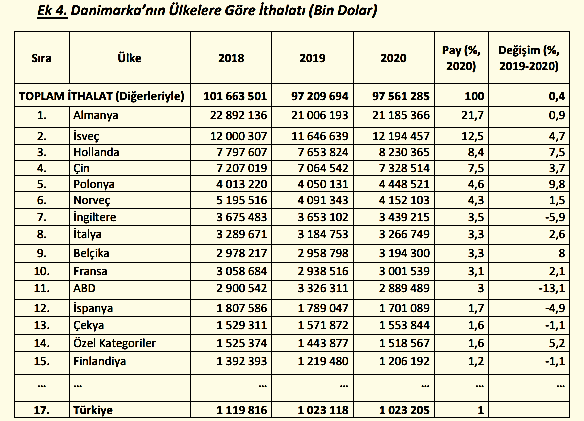 Ek 4. Danimarka'nın Ülkelere Göre İthalatı (Bin Dolar)
Sıra Ülke 2018 2019 2020 Pay (%, 2020) Değişim (%, 2019-2020)
TOPLAM İTHALAT (Diğerleriyle) 101 663 501 97 209 694 97 561 285 100 0,4
1. Almanya 22 892 136 21 006 193 21 185 366 21,7 0,9
2. İsveç 12 000 307 11 646 639 12 194 457 12,5 4,7
3. Hollanda 7 797 607 7 653 824 8 230 365 8,4 7,5
4. Çin 7 207 019 7 064 542 7 328 514 7,5 3,7
5. Polonya 4 013 220 4 050 131 4 448 521 4,6 9,8
6. Norveç 5 195 516 4 091 343 4 152 103 4,3 1,5
7. İngiltere 3 675 483 3 653 102 3 439 215 3,5 -5,9
8. İtalya 3 289 671 3 184 753 3 266 749 3,3 2,6
9. Belçika 2 978 217 2 958 798 3 194 300 3,3 8
10. Fransa 3 058 684 2 938 516 3 001 539 3,1 2,1
11. ABD 2 900 542 3 326 311 2 889 489 3 -13,1
12. İspanya 1 807 586 1 789 047 1 701 089 1,7 -4,9
13. Çekya 1 529 311 1 571 872 1 553 844 1,6 -1,1
14. Özel Kategoriler 1 525 374 1 443 877 1 518 567 1,6 5,2
15. Finlandiya 1 392 393 1 219 480 1 206 192 1,2 -1,1
... ... ... ... ... ... ...
17. Türkiye 1 119 816 1 023 118 1 023 205 1